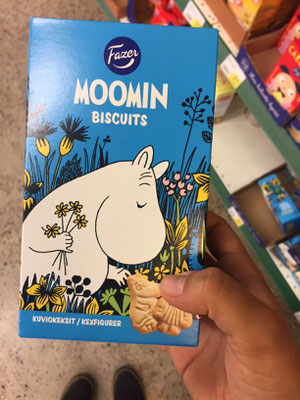 Fazer
MOOMIN
BISCUITS
KUVIOKEKSIT / KEXFIGURER